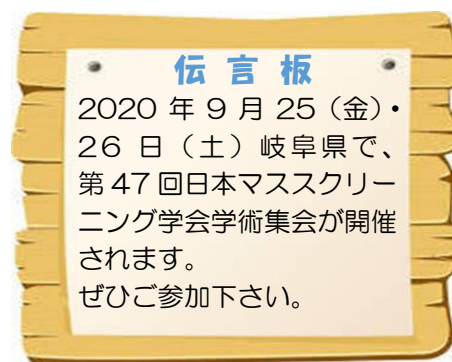 伝言板
2020 年 9 月 25（金）・
26 日（土）岐阜県で、
第 47 回日本マススクリー
ニング学会学術集会が開催
されます。
ぜひご参加下さい。